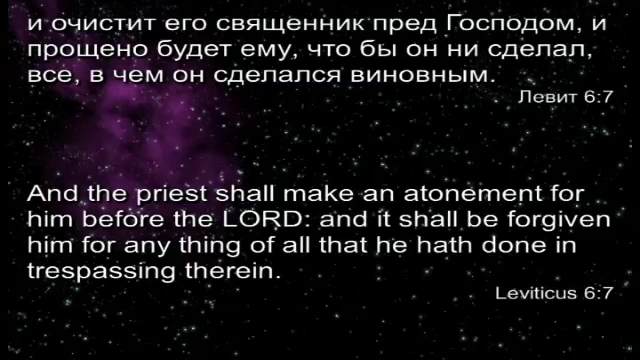 и очистит его священник пред Господом, и
прощено будет ему, что бы он ни сделал,
все, в чем он сделался виновным.
Левит 6:7
And the priest shall make an atonement for
him before the LORD: and it shall be forgiven
him for any thing of all that he hath done in
trespassing therein.
Leviticus 6:7